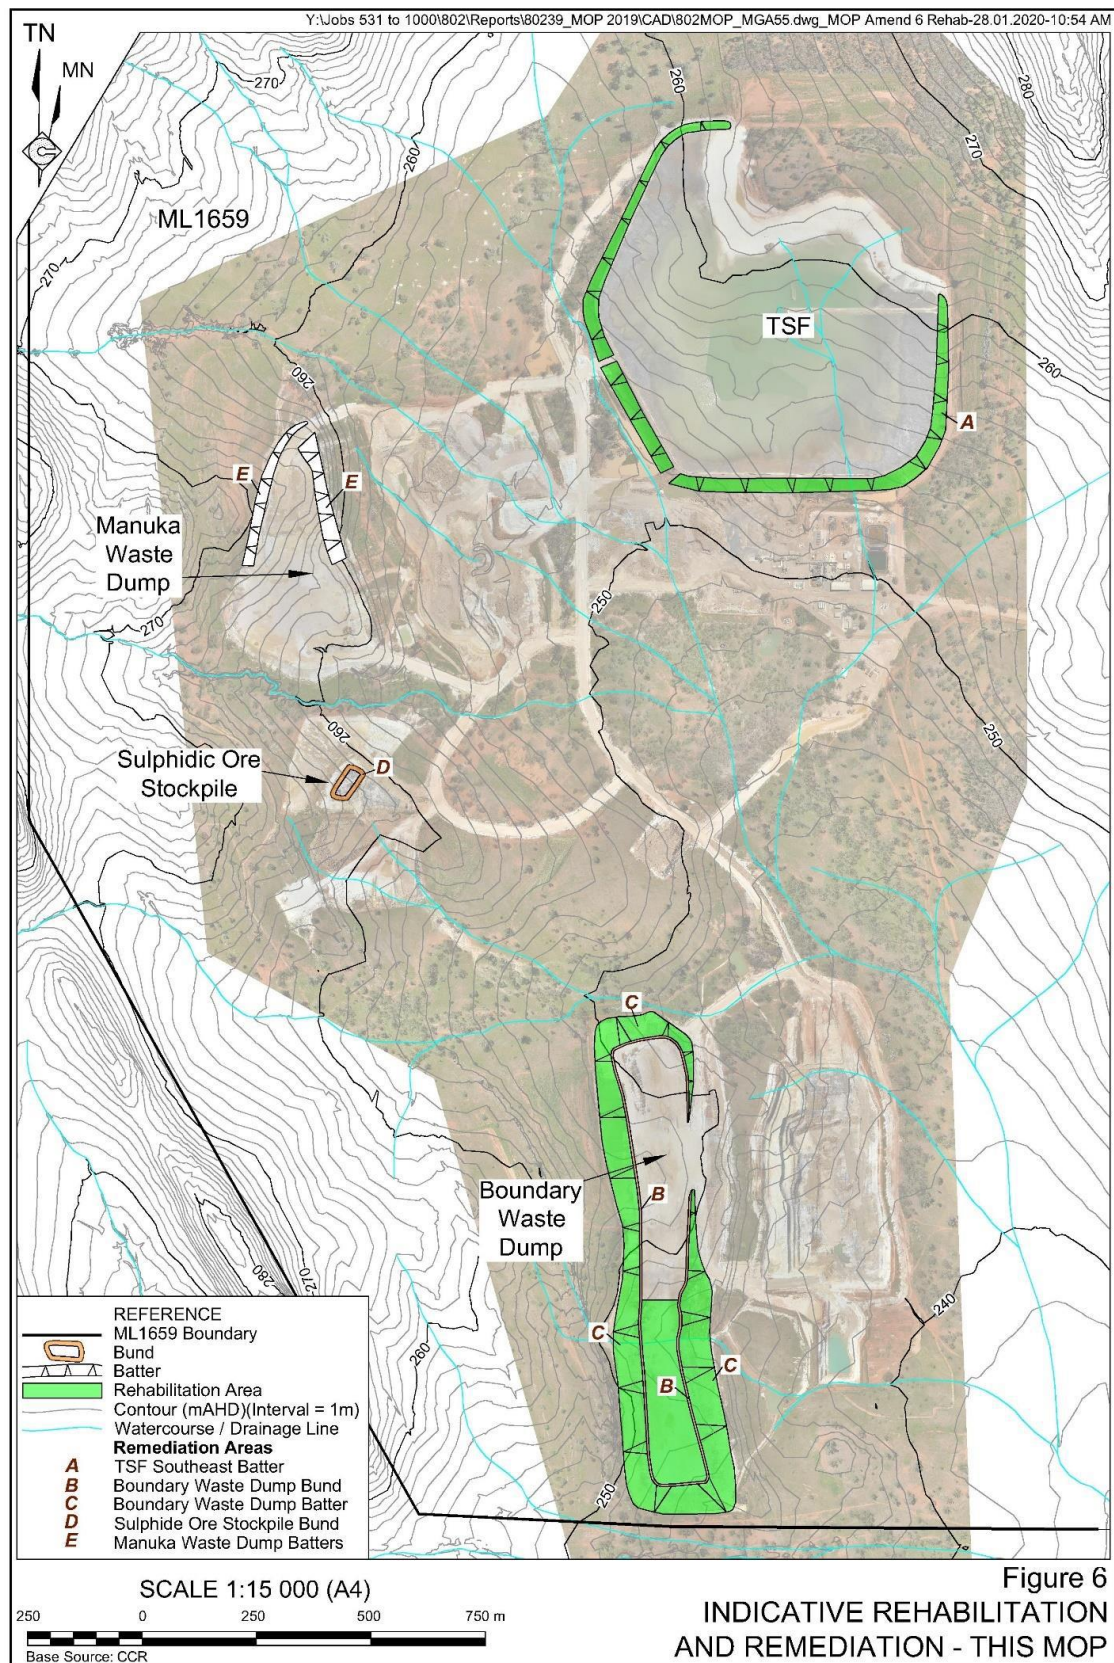 Y:\Jobs 531 to 1000\802\Reports\80239_MOP 2019\CAD\802MOP_MGA55.dwg_MOP Amend 6 Rehab-28.01.2020-10:54 AM
TN
MN
270
260
260
280
270
ML1659
270
TSF
260
260
A
E
E
Manuka
Waste
Dump
250
270
250
260
Sulphidic Ore
Stockpile
D
C
Boundary
Waste
Dump
B
240
280
270
260
C
C
B
250
REFERENCE
ML1659 Boundary
Bund
Batter
Rehabilitation Area
Contour (mAHD)(Interval = 1m)
Watercourse / Drainage Line
Remediation Areas
A TSF Southeast Batter
B Boundary Waste Dump Bund
C Boundary Waste Dump Batter
D Sulphide Ore Stockpile Bund
E Manuka Waste Dump Batters
SCALE 1:15 000 (A4)
250 0 250 500 750 m
Base Source: CCR
Figure 6
INDICATIVE REHABILITATION
AND REMEDIATION - THIS MOP